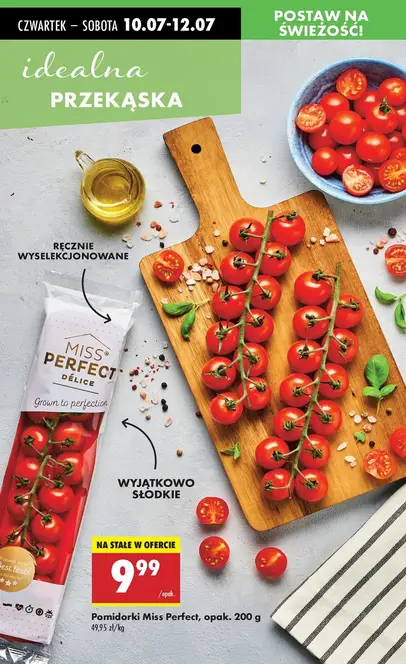 CZWARTEK – SOBOTA 10.07-12.07
POSTAW NA
ŚWIEŻOŚĆ!
idealna
PRZEKĄSKA
RĘCZNIE
WYSELEKCJONOWANE
MISS
PERFECT
DÉLICE
Grown to perfection
WYJĄTKOWO
SŁODKIE
NA STAŁE W OFERCIE
9 99
/opak.
Pomidorki Miss Perfect, opak. 200 g
49,95 zł/kg